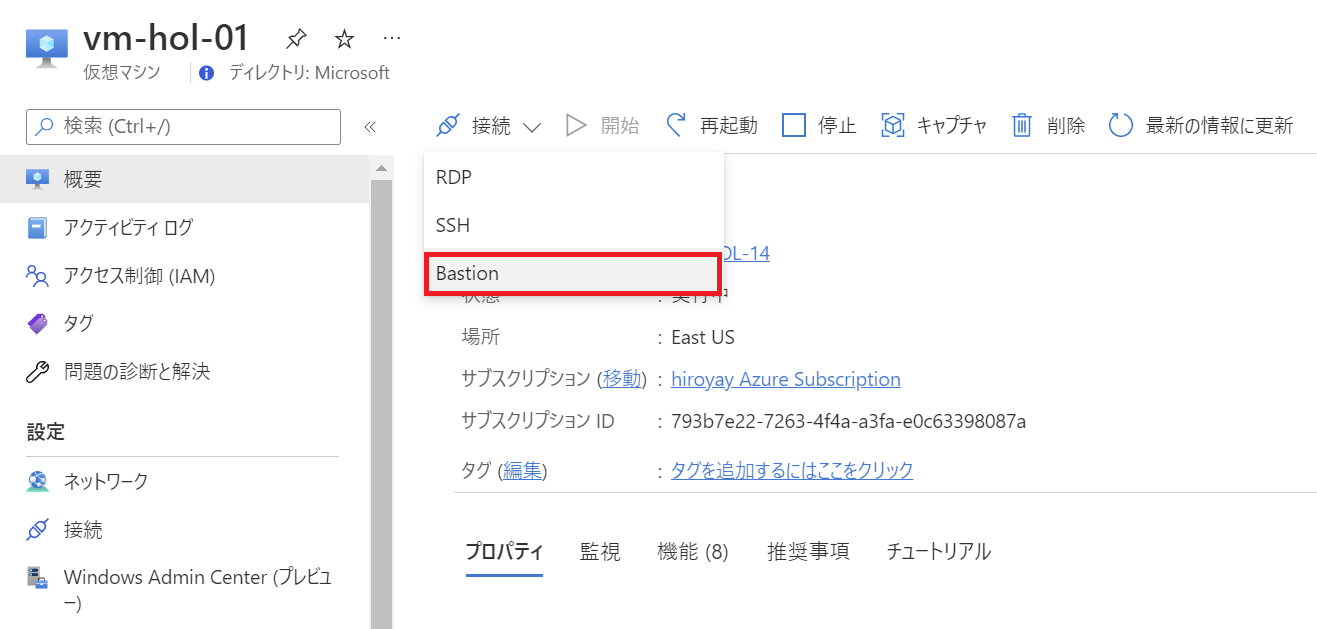 vm-hol-01 ...
仮想マシン ディレクトリ: Microsoft
検索 (Ctrl+/) «
接続 開始 再起動 停止 キャプチャ 削除 最新の情報に更新
概要
アクティビティ ログ
アクセス制御 (IAM)
タグ
問題の診断と解決
設定
ネットワーク
接続
Windows Admin Center (プレビュ
ー)
RDP
SSH
Bastion
OL-14
状態 : 実行中
場所 : East US
サブスクリプション (移動) : hiroyay Azure Subscription
サブスクリプション ID : 793b7e22-7263-4f4a-a3fa-e0c63398087a
タグ (編集) : タグを追加するにはここをクリック
プロパティ 監視 機能 (8) 推奨事項 チュートリアル